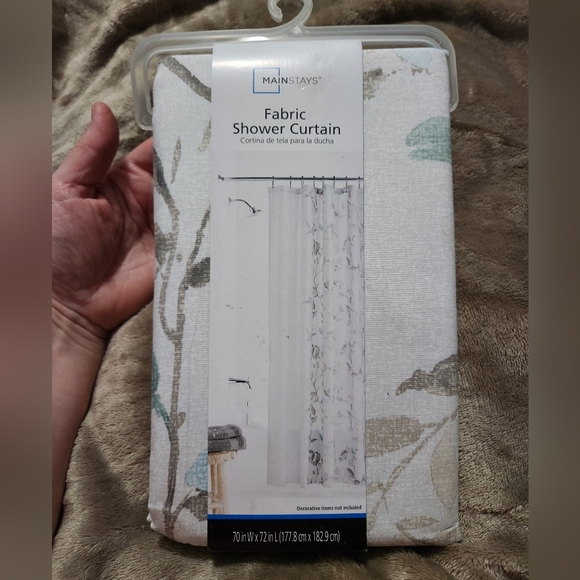 MAINSTAYS®
Fabric
Shower Curtain
Cortina de tela para la ducha
Decorative items not included
70 in W x 72 in L (177.8 cm x 182.9 cm)